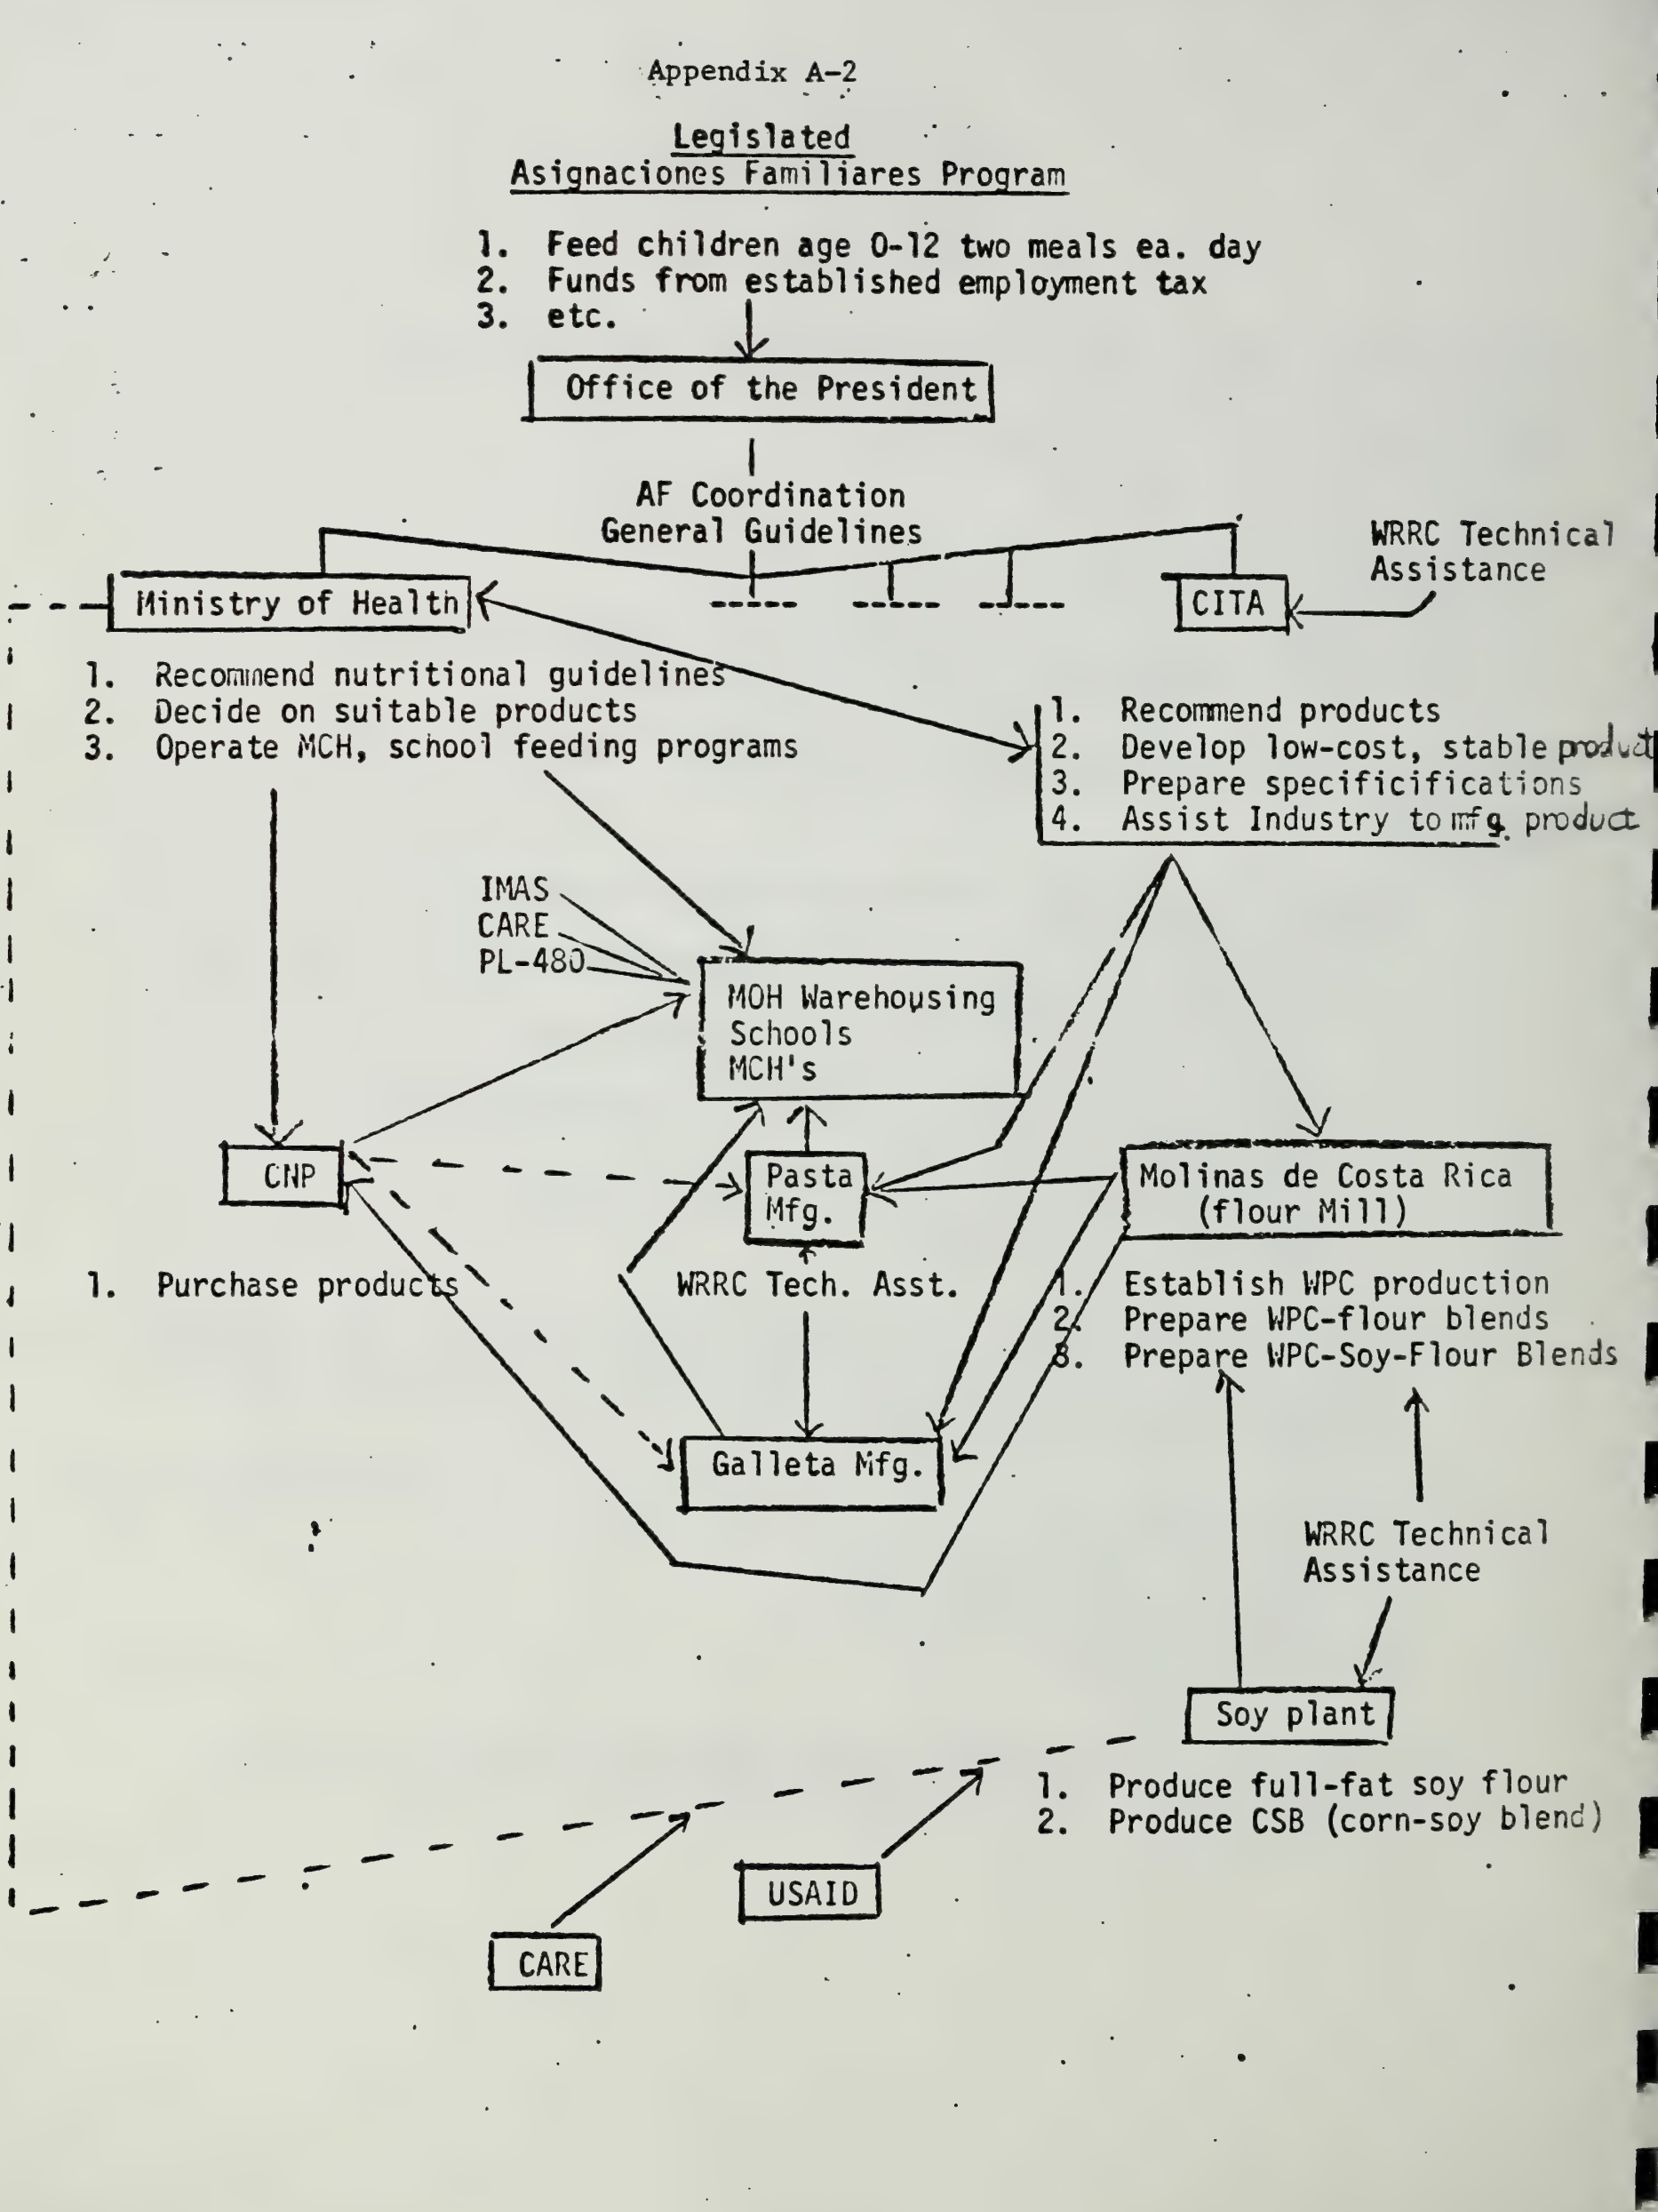 Appendix A-2
Legislated
Asignaciones Familiares Program
1. Feed children age 0-12 two meals ea. day
2. Funds from established employment tax
3. etc.
Office of the President
AF Coordination
General Guidelines
WRRC Technical
Assistance
Ministry of Health
CITA
1. Recommend nutritional guidelines
2. Decide on suitable products
3. Operate MCH, school feeding programs
1. Recommend products
2. Develop low-cost, stable product
3. Prepare specificifications
4. Assist Industry to mfg. product
IMAS
CARE
PL-480
MOH Warehousing
Schools
MCH's
CNP
Pasta
Mfg.
Molinas de Costa Rica
(flour Mill)
1. Purchase products
WRRC Tech. Asst.
1. Establish WPC production
2. Prepare WPC-flour blends
3. Prepare WPC-Soy-Flour Blends
Galleta Mfg.
WRRC Technical
Assistance
Soy plant
1. Produce full-fat soy flour
2. Produce CSB (corn-soy blend)
USAID
CARE